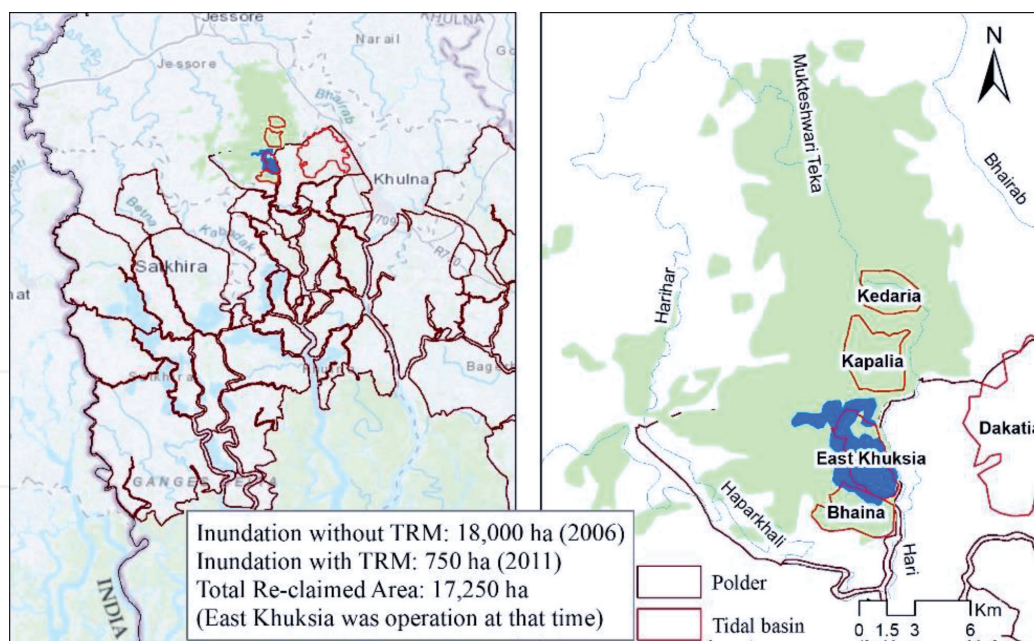 Jessore
KHULNA
Narail
Jessore
Bhairab
Khulna
Betna
Kabadak
R709
Satkhira
Satkhira
GANGES DELTA
INDIA
Inundation without TRM: 18,000 ha (2006)
Inundation with TRM: 750 ha (2011)
Total Re-claimed Area: 17,250 ha
(East Khuksia was operation at that time)
N
Mukteshwari Teka
Bhairab
Harihar
Kedaria
Kapalia
Dakatia
East Khuksia
Bhaina
Haparkhali
Hari
Polder
Tidal basin
Km
0 1.5 3 6